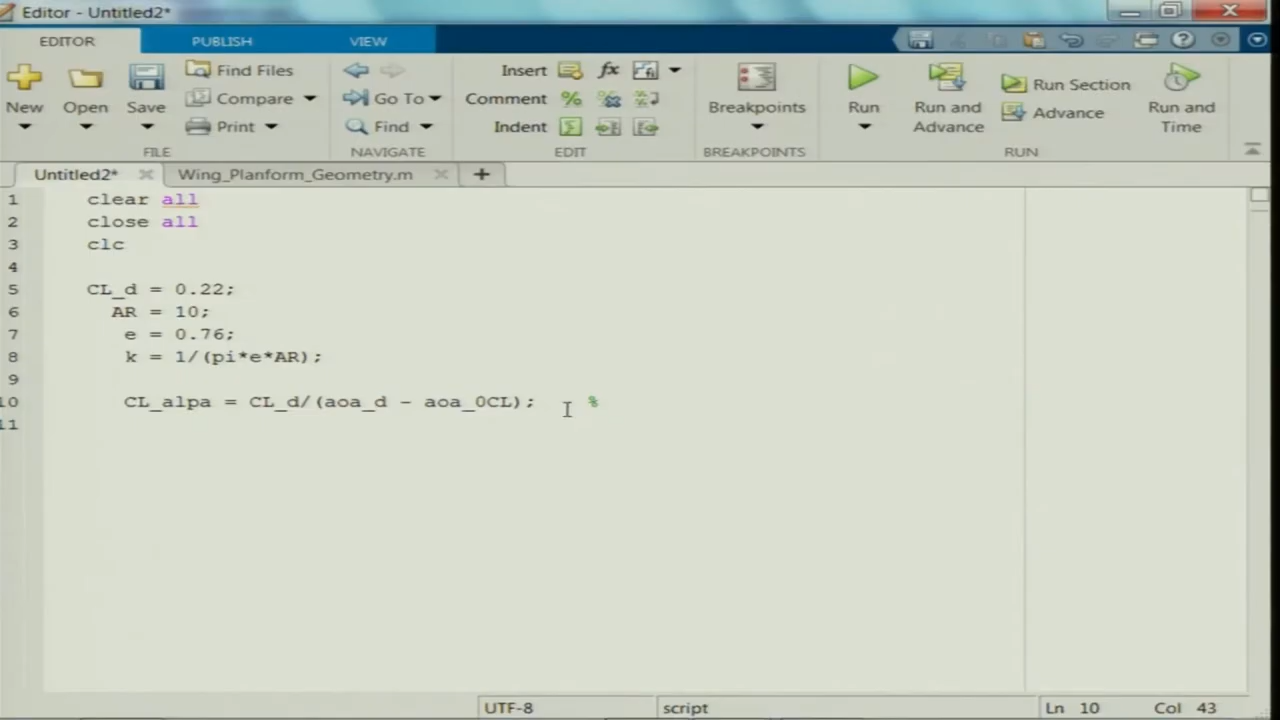 Editor - Untitled2*
EDITOR PUBLISH VIEW
New Open Save Find Files Compare Print
Go To Find
Insert fx
Comment %
Indent
Breakpoints
Run Run and Advance Run Section Advance Run and Time
FILE NAVIGATE EDIT BREAKPOINTS RUN
Untitled2* Wing_Planform_Geometry.m
1 clear all
2 close all
3 clc
4
5 CL_d = 0.22;
6 AR = 10;
7 e = 0.76;
8 k = 1/(pi*e*AR);
9
10 CL_alpa = CL_d/(aoa_d - aoa_0CL); %
11
UTF-8 script Ln 10 Col 43